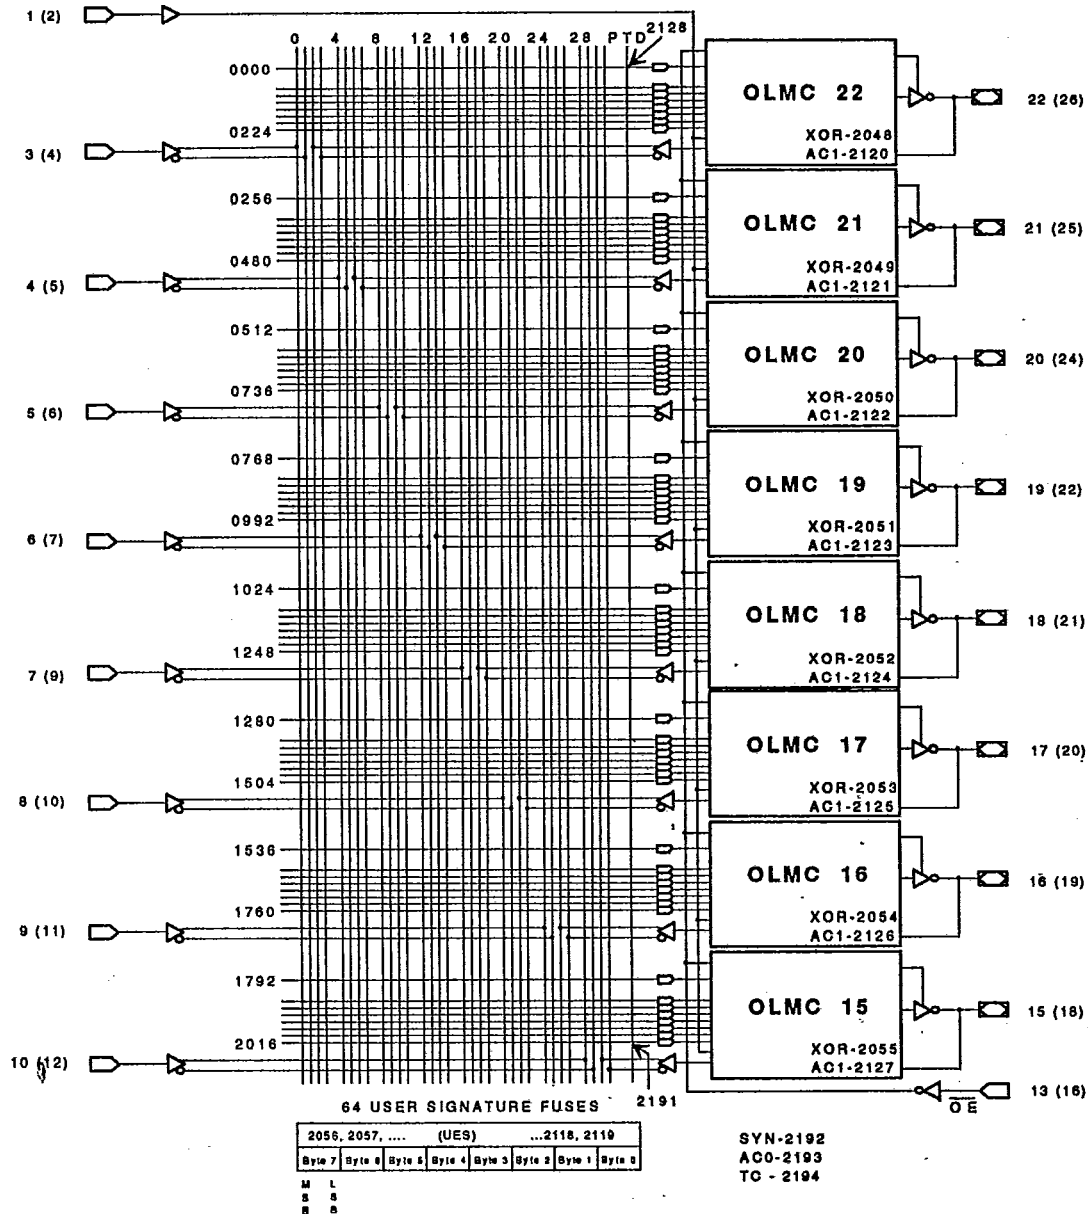 1 (2)
0 4 8 12 16 20 24 28 PTD 2128
0000
OLMC 22
22 (26)
0224
XOR-2048
AC1-2120
3 (4)
0256
OLMC 21
21 (25)
0480
XOR-2049
AC1-2121
4 (5)
0512
OLMC 20
20 (24)
0736
XOR-2050
AC1-2122
5 (6)
0768
OLMC 19
19 (22)
0992
XOR-2051
AC1-2123
6 (7)
1024
OLMC 18
18 (21)
1248
XOR-2052
AC1-2124
7 (9)
1280
OLMC 17
17 (20)
1504
XOR-2053
AC1-2125
8 (10)
1536
OLMC 16
16 (19)
1760
XOR-2054
AC1-2126
9 (11)
1792
OLMC 15
15 (18)
2016
XOR-2055
AC1-2127
10 (12)
13 (16)
OE
2191
64 USER SIGNATURE FUSES
2056, 2057, .... (UES) ...2118, 2119
Byte 7 Byte 6 Byte 5 Byte 4 Byte 3 Byte 2 Byte 1 Byte 0
M L
S S
B B
SYN-2192
AC0-2193
TC - 2194